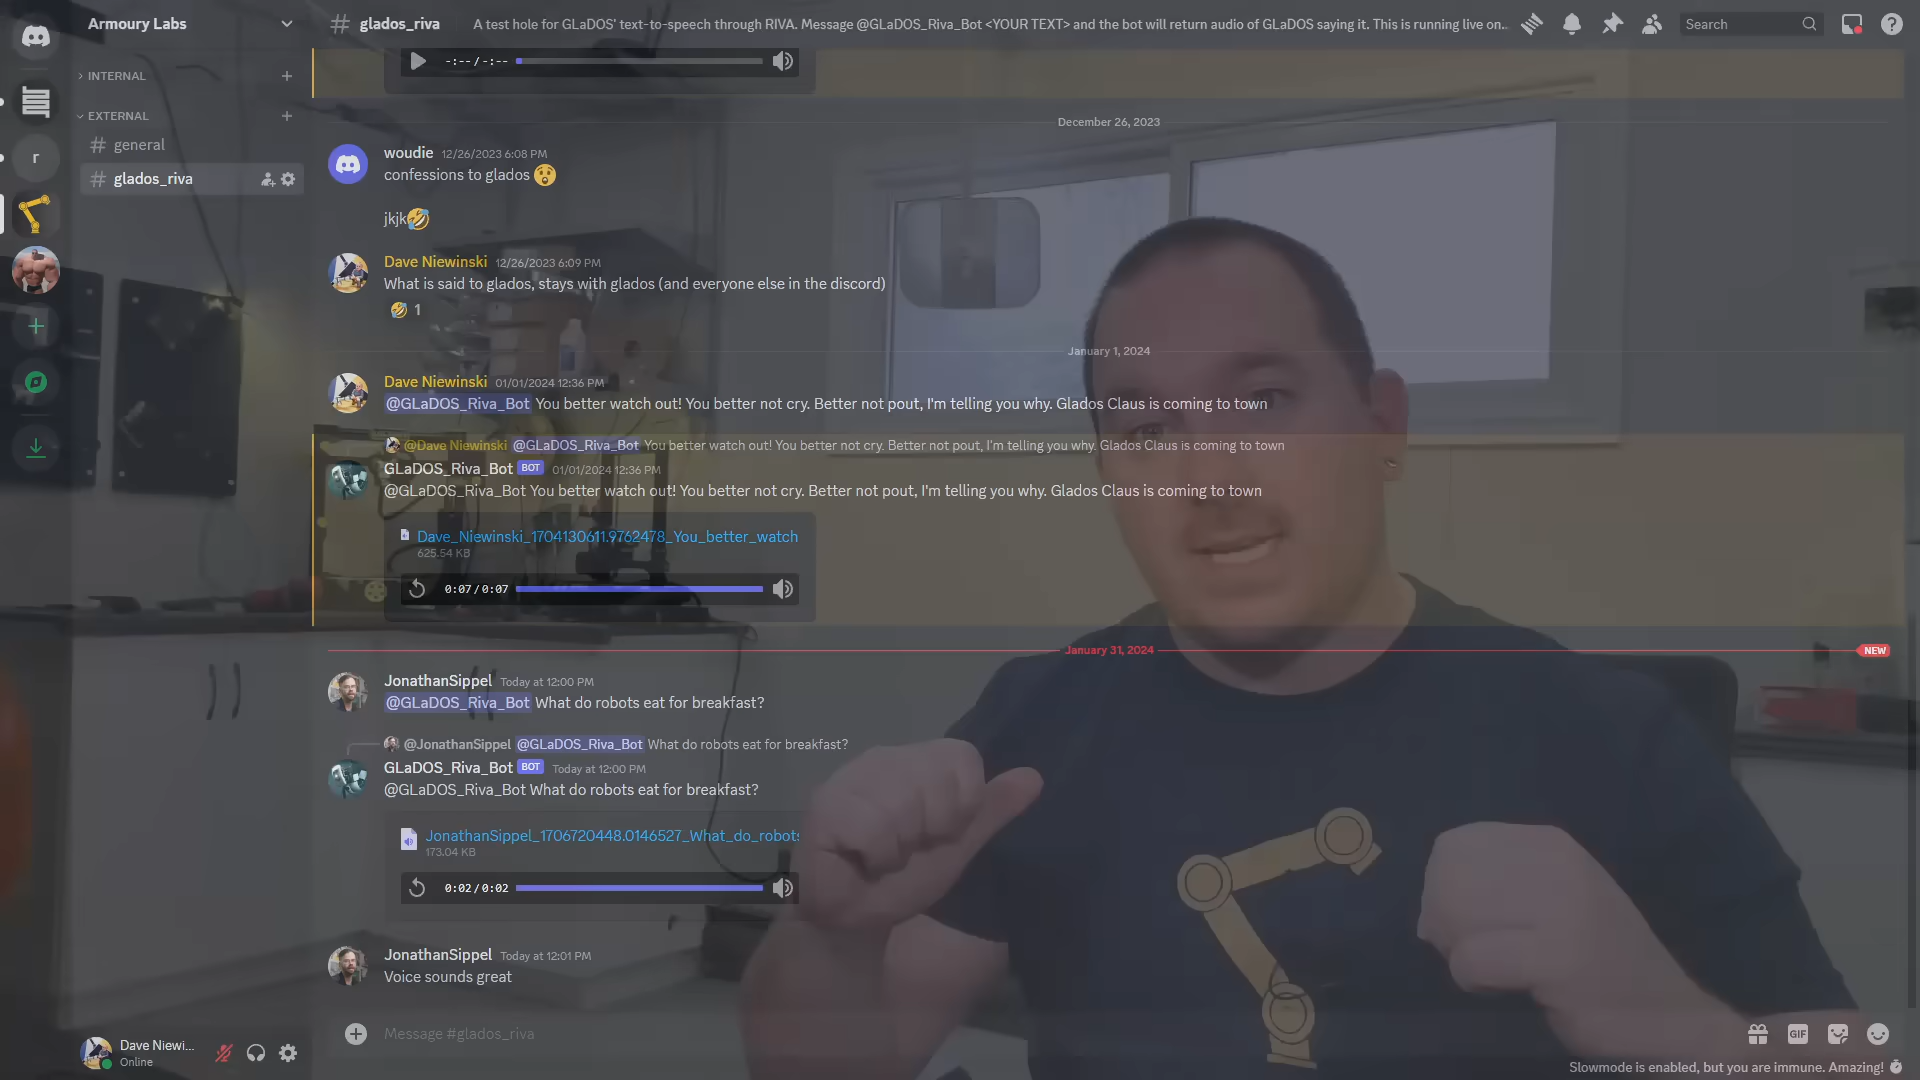 Armoury Labs
glados_riva
A test hole for GLaDOS' text-to-speech through RIVA. Message @GLaDOS_Riva_Bot <YOUR TEXT> and the bot will return audio of GLaDOS saying it. This is running live on...
Search
INTERNAL
EXTERNAL
general
glados_riva
r
-:-- / -:--
December 26, 2023
woudie 12/26/2023 6:08 PM
confessions to glados
jkjk
Dave Niewinski 12/26/2023 6:09 PM
What is said to glados, stays with glados (and everyone else in the discord)
1
January 1, 2024
Dave Niewinski 01/01/2024 12:36 PM
@GLaDOS_Riva_Bot You better watch out! You better not cry. Better not pout, I'm telling you why. Glados Claus is coming to town
@Dave Niewinski @GLaDOS_Riva_Bot You better watch out! You better not cry. Better not pout, I'm telling you why. Glados Claus is coming to town
GLaDOS_Riva_Bot BOT 01/01/2024 12:36 PM
@GLaDOS_Riva_Bot You better watch out! You better not cry. Better not pout, I'm telling you why. Glados Claus is coming to town
Dave_Niewinski_1704130611.9762478_You_better_watch
625.54 KB
0:07 / 0:07
January 31, 2024
NEW
JonathanSippel Today at 12:00 PM
@GLaDOS_Riva_Bot What do robots eat for breakfast?
@JonathanSippel @GLaDOS_Riva_Bot What do robots eat for breakfast?
GLaDOS_Riva_Bot BOT Today at 12:00 PM
@GLaDOS_Riva_Bot What do robots eat for breakfast?
JonathanSippel_1706720448.0146527_What_do_robots
173.04 KB
0:02 / 0:02
JonathanSippel Today at 12:01 PM
Voice sounds great
Message #glados_riva
GIF
Dave Niewi...
Online
Slowmode is enabled, but you are immune. Amazing!